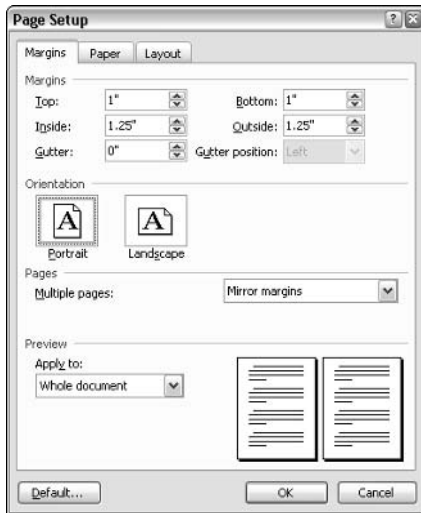 Page Setup
Margins Paper Layout
Margins
Top: 1" Bottom: 1"
Inside: 1.25" Outside: 1.25"
Gutter: 0" Gutter position: Left
Orientation
A A
Portrait Landscape
Pages
Multiple pages: Mirror margins
Preview
Apply to:
Whole document
Default... OK Cancel